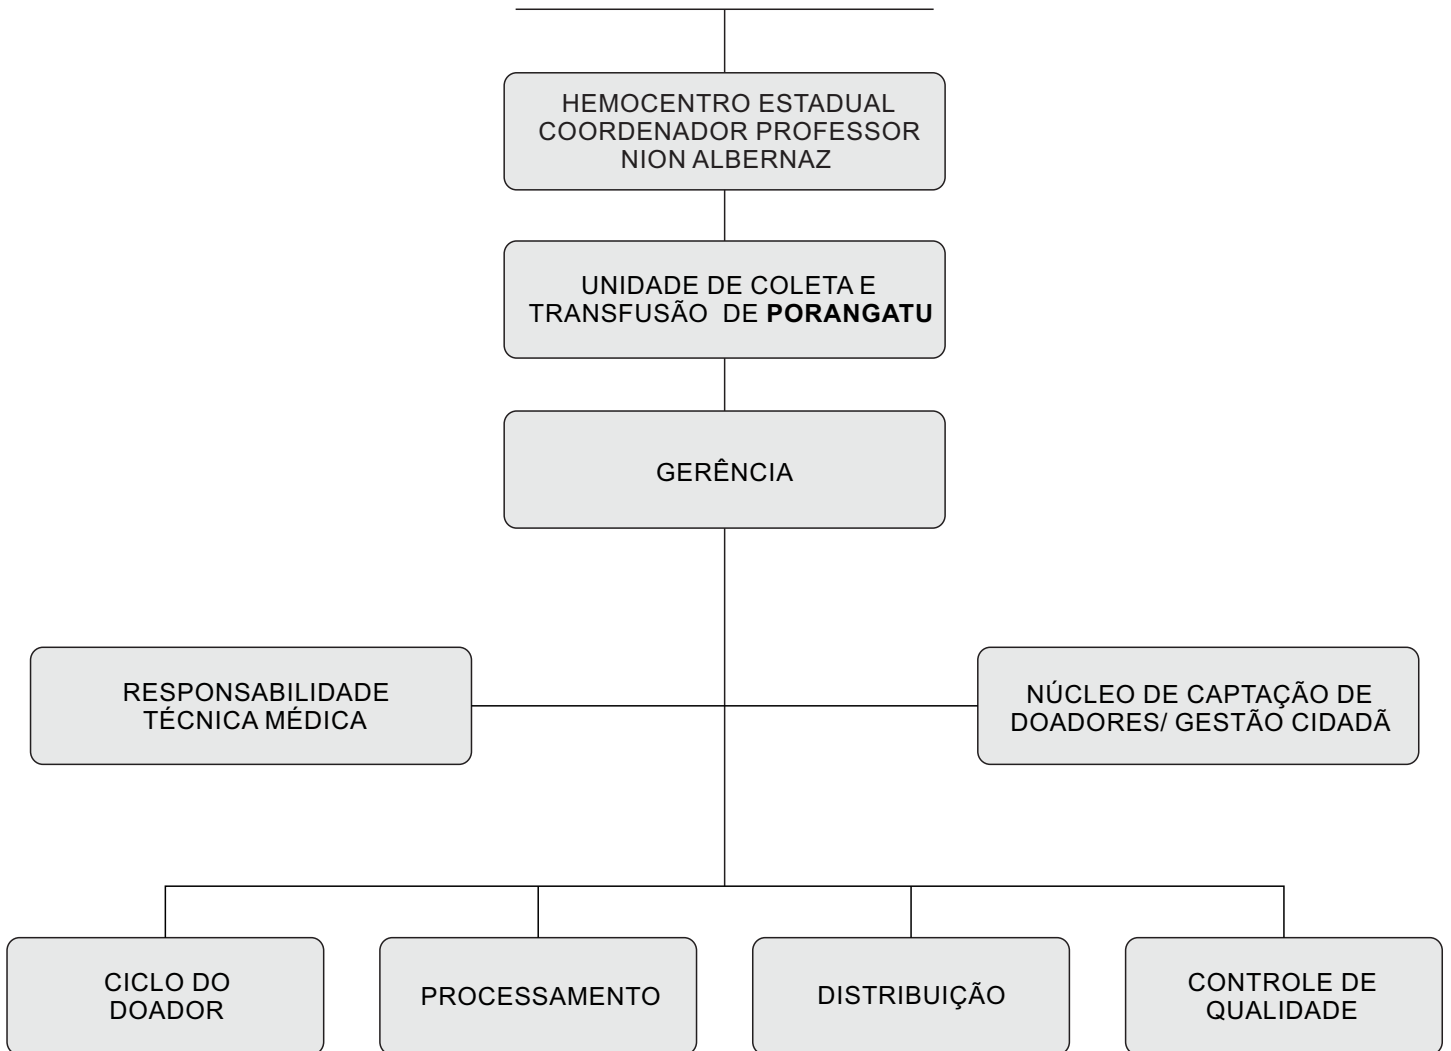 HEMOCENTRO ESTADUAL
COORDENADOR PROFESSOR
NION ALBERNAZ
UNIDADE DE COLETA E
TRANSFUSÃO DE PORANGATU
GERÊNCIA
RESPONSABILIDADE
TÉCNICA MÉDICA
NÚCLEO DE CAPTAÇÃO DE
DOADORES/ GESTÃO CIDADÃ
CICLO DO
DOADOR
PROCESSAMENTO
DISTRIBUIÇÃO
CONTROLE DE
QUALIDADE